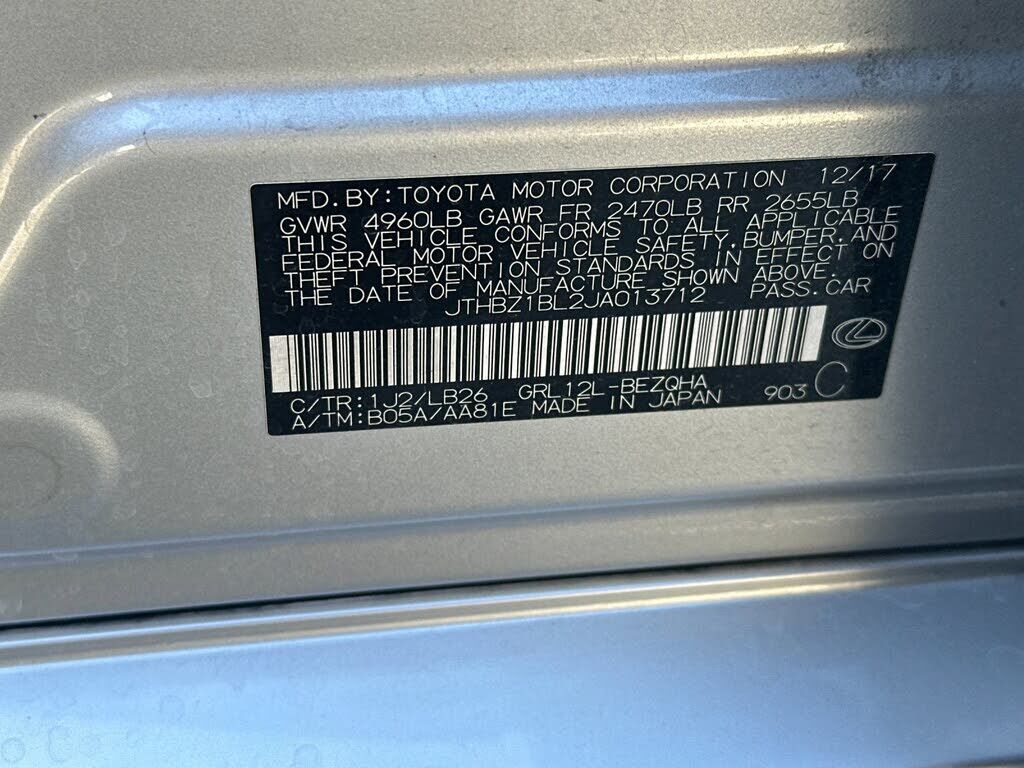 MFD.BY:TOYOTA MOTOR CORPORATION 12/17
GVWR 4960LB GAWR FR 2470LB RR 2655LB
THIS VEHICLE CONFORMS TO ALL APPLICABLE
FEDERAL MOTOR VEHICLE SAFETY,BUMPER,AND
THEFT PREVENTION STANDARDS IN EFFECT ON
THE DATE OF MANUFACTURE SHOWN ABOVE.
JTHBZ1BL2JA013712 PASS.CAR
C/TR:1J2/LB26 GRL12L-BEZQHA
A/TM:B05A/AA81E MADE IN JAPAN 903 C